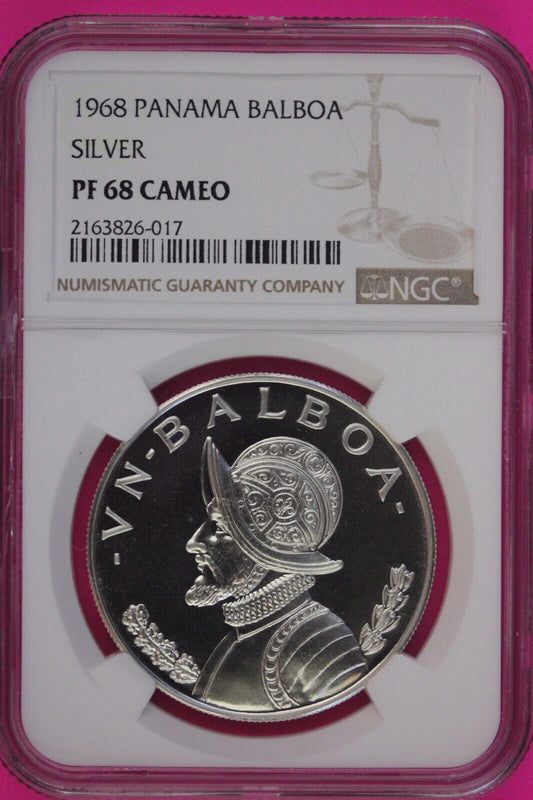 1968 PANAMA BALBOA
SILVER
PF 68 CAMEO
2163826-017
NUMISMATIC GUARANTY COMPANY
NGC®
-VN-BALBOA-